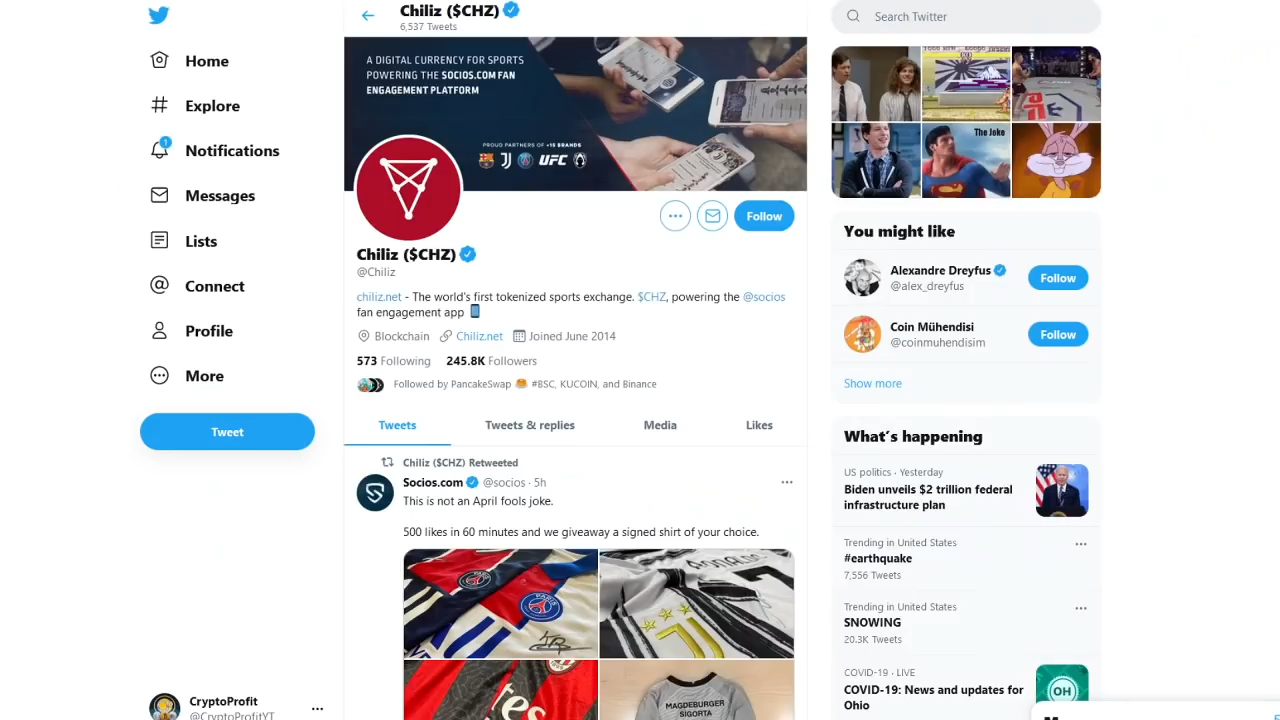 Home
Explore
1
Notifications
Messages
Lists
Connect
Profile
More
Tweet
CryptoProfit
@CryptoProfitYT
Chiliz ($CHZ)
6,537 Tweets
A DIGITAL CURRENCY FOR SPORTS
POWERING THE SOCIOS.COM FAN
ENGAGEMENT PLATFORM
PROUD PARTNERS OF +15 BRANDS
UFC
Follow
Chiliz ($CHZ)
@Chiliz
chiliz.net - The world's first tokenized sports exchange. $CHZ, powering the @socios
fan engagement app
Blockchain Chiliz.net Joined June 2014
573 Following 245.8K Followers
Followed by PancakeSwap 🥞 #BSC, KUCOIN, and Binance
Tweets Tweets & replies Media Likes
Chiliz ($CHZ) Retweeted
Socios.com @socios · 5h
This is not an April fools joke.
500 likes in 60 minutes and we giveaway a signed shirt of your choice.
PARIS
MAGDEBURGER
SIGORTA
Search Twitter
The Joke
You might like
Alexandre Dreyfus
@alex_dreyfus
Follow
Coin Mühendisi
@coinmuhendisim
Follow
Show more
What's happening
US politics · Yesterday
Biden unveils $2 trillion federal
infrastructure plan
Trending in United States
#earthquake
7,556 Tweets
Trending in United States
SNOWING
20.3K Tweets
COVID-19 · LIVE
COVID-19: News and updates for
Ohio
OH